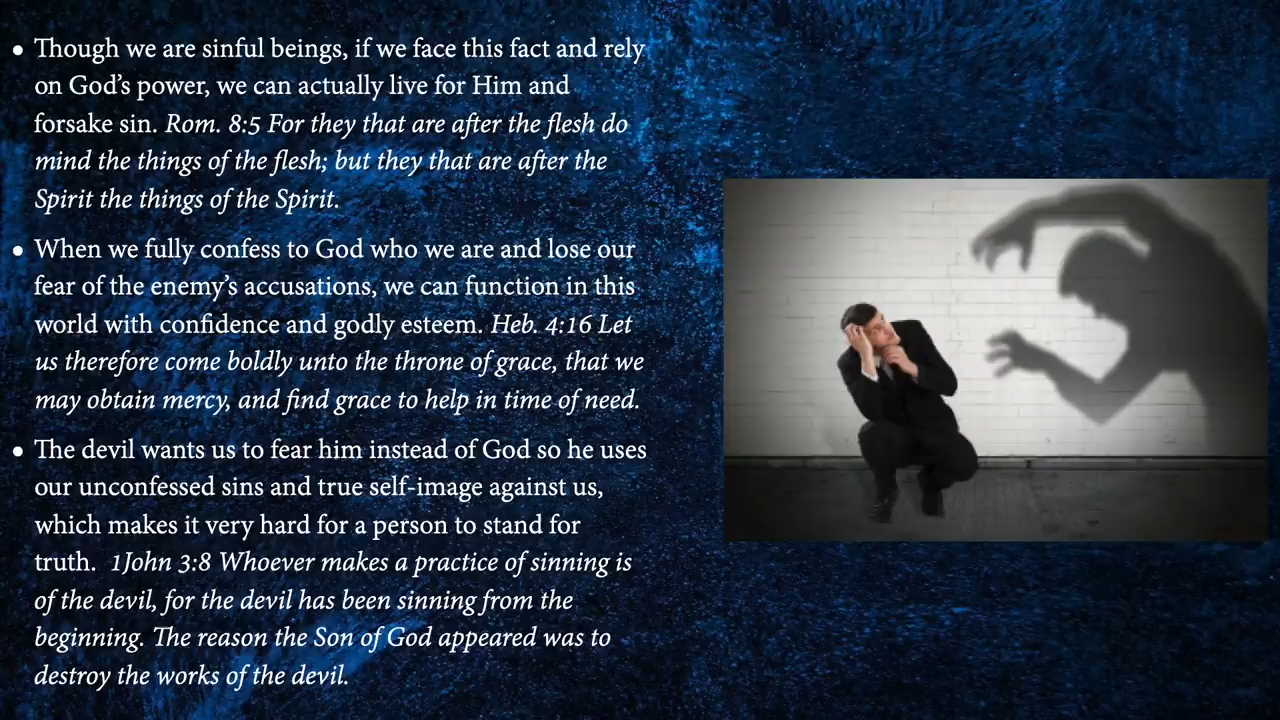 • Though we are sinful beings, if we face this fact and rely
on God’s power, we can actually live for Him and
forsake sin. Rom. 8:5 For they that are after the flesh do
mind the things of the flesh; but they that are after the
Spirit the things of the Spirit.
• When we fully confess to God who we are and lose our
fear of the enemy’s accusations, we can function in this
world with confidence and godly esteem. Heb. 4:16 Let
us therefore come boldly unto the throne of grace, that we
may obtain mercy, and find grace to help in time of need.
• The devil wants us to fear him instead of God so he uses
our unconfessed sins and true self-image against us,
which makes it very hard for a person to stand for
truth.  1John 3:8 Whoever makes a practice of sinning is
of the devil, for the devil has been sinning from the
beginning. The reason the Son of God appeared was to
destroy the works of the devil.